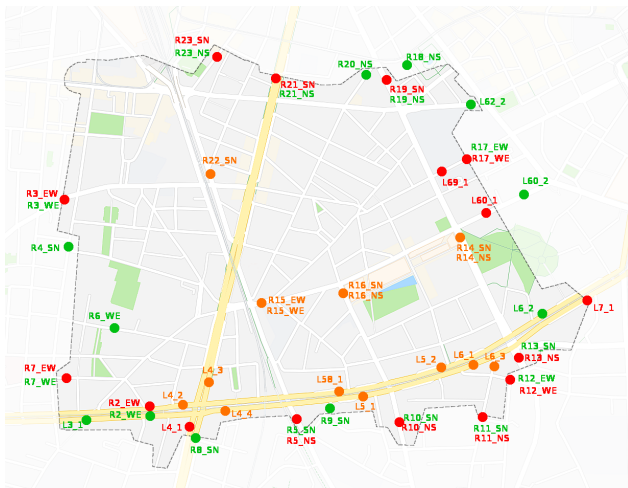 R23_SN
R23_NS
R18_NS
R20_NS
R21_SN
R21_NS
R19_SN
R19_NS
L62_2
R17_EW
R17_WE
R22_SN
L69_1
L60_2
R3_EW
R3_WE
L60_1
R4_SN
R14_SN
R14_NS
R16_SN
R16_NS
R15_EW
R15_WE
L7_1
L6_2
R6_WE
R13_SN
R13_NS
L5_2
L6_1
L6_3
R7_EW
R7_WE
L4_3
L58_1
R12_EW
R12_WE
R2_EW
R2_WE
L4_2
L4_4
L5_1
L3_1
L4_1
R8_SN
R5_SN
R5_NS
R9_SN
R10_SN
R10_NS
R11_SN
R11_NS